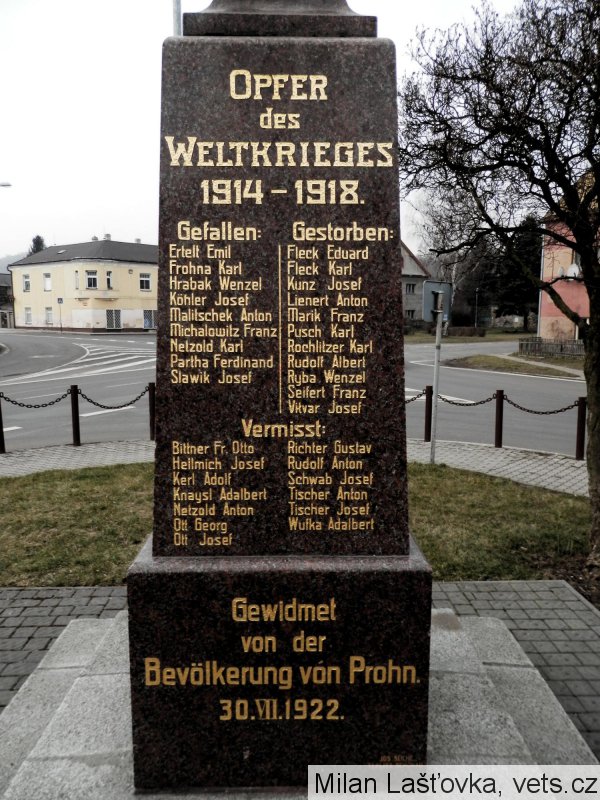 OPFER
des
WELTKRIEGES
1914 – 1918.
Gefallen:
Ertelt Emil
Frohna Karl
Hrabak Wenzel
Köhler Josef
Malitschek Anton
Michalowitz Franz
Netzold Karl
Partha Ferdinand
Slawik Josef
Gestorben:
Fleck Eduard
Fleck Karl
Kunz Josef
Lienert Anton
Marik Franz
Pusch Karl
Rochlitzer Karl
Rudolf Albert
Ryba Wenzel
Seifert Franz
Vikvar Josef
Vermisst:
Bittner Fr. Otto
Hellmich Josef
Kerl Adolf
Knaysl Adalbert
Netzold Anton
Ott Georg
Ott Josef
Richter Gustav
Rudolf Anton
Schwab Josef
Tischer Anton
Tischer Josef
Wufka Adalbert
Gewidmet
von der
Bevölkerung von Prohn.
30.VII.1922.
Milan Lašťovka, vets.cz